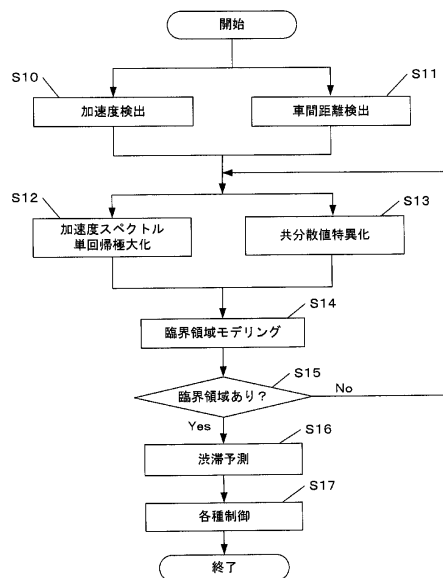 開始
S10
加速度検出
S11
車間距離検出
S12
加速度スペクトル
単回帰極大化
S13
共分散値特異化
S14
臨界領域モデリング
S15
臨界領域あり？
No
Yes
S16
渋滞予測
S17
各種制御
終了